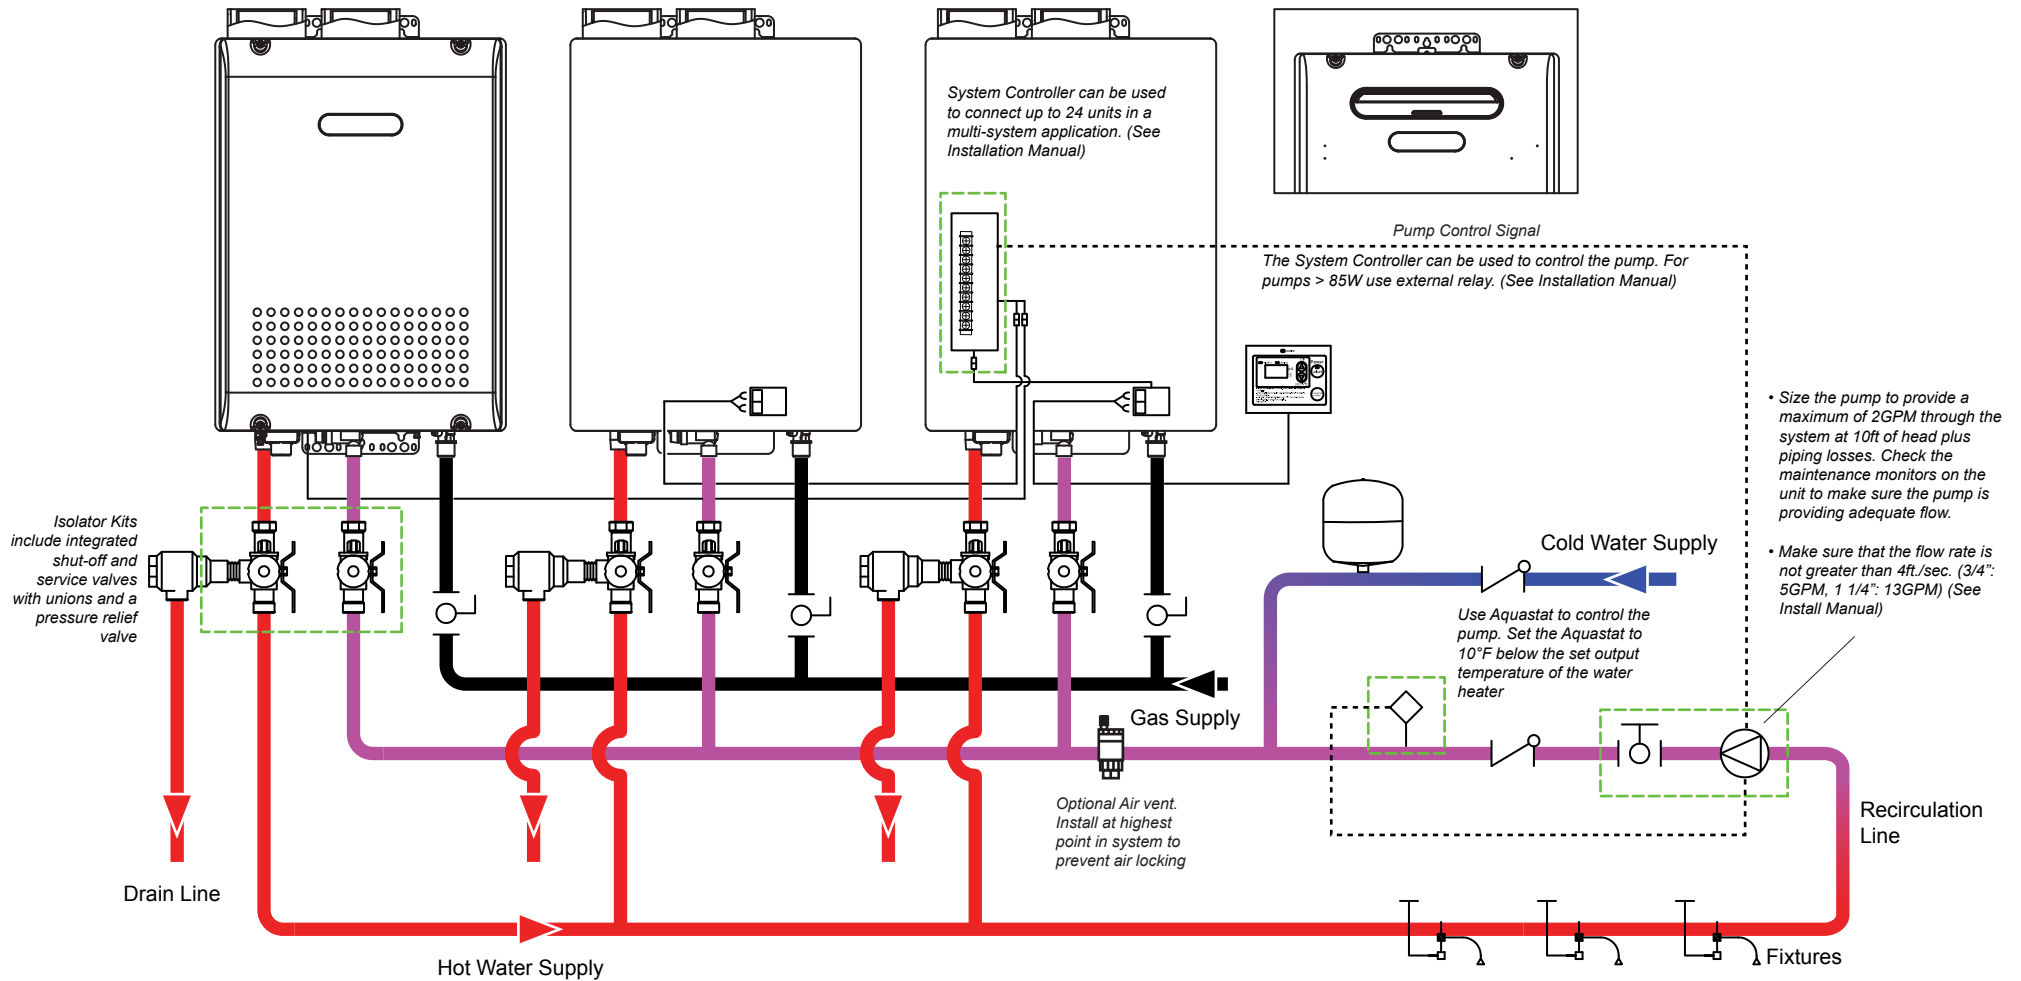 System Controller can be used
to connect up to 24 units in a
multi-system application. (See
Installation Manual)
Pump Control Signal
The System Controller can be used to control the pump. For
pumps > 85W use external relay. (See Installation Manual)
• Size the pump to provide a
maximum of 2GPM through the
system at 10ft of head plus
piping losses. Check the
maintenance monitors on the
unit to make sure the pump is
providing adequate flow.
• Make sure that the flow rate is
not greater than 4ft./sec. (3/4”:
5GPM, 1 1/4”: 13GPM) (See
Install Manual)
Isolator Kits
include integrated
shut-off and
service valves
with unions and a
pressure relief
valve
Cold Water Supply
Use Aquastat to control the
pump. Set the Aquastat to
10°F below the set output
temperature of the water
heater
Gas Supply
Optional Air vent.
Install at highest
point in system to
prevent air locking
Recirculation
Line
Drain Line
Hot Water Supply
Fixtures